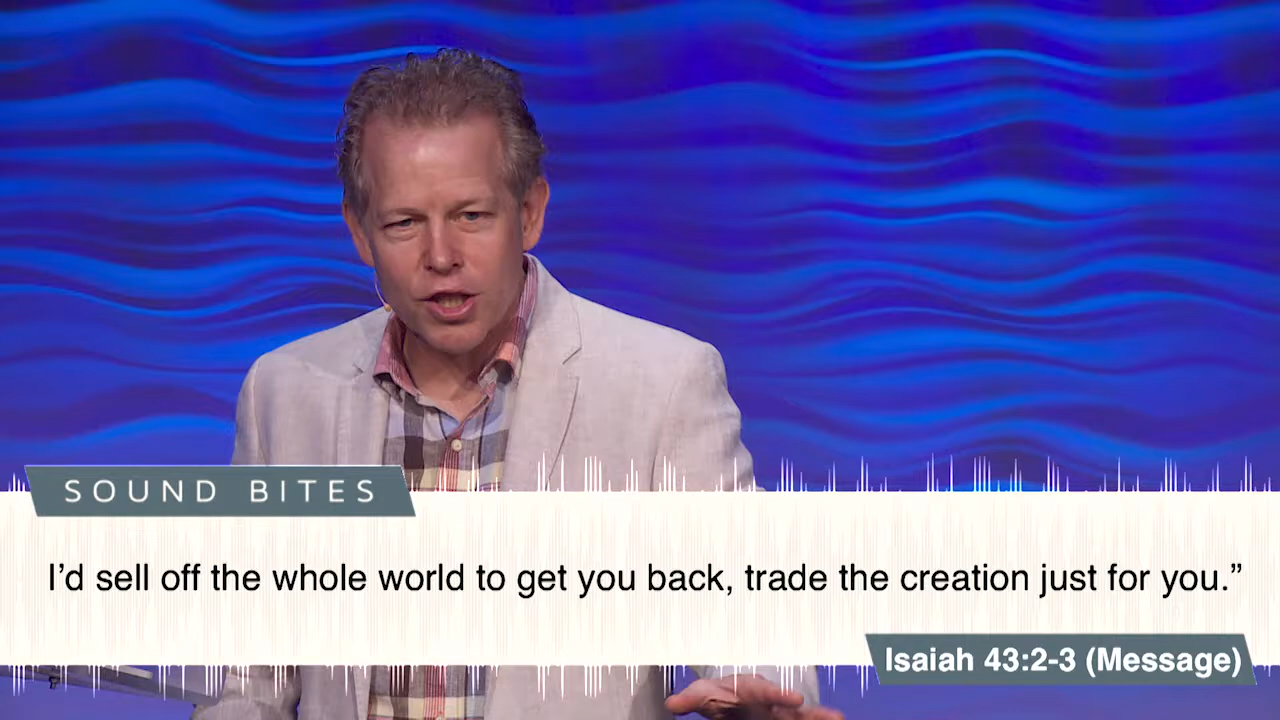 SOUND BITES
I’d sell off the whole world to get you back, trade the creation just for you.”
Isaiah 43:2-3 (Message)